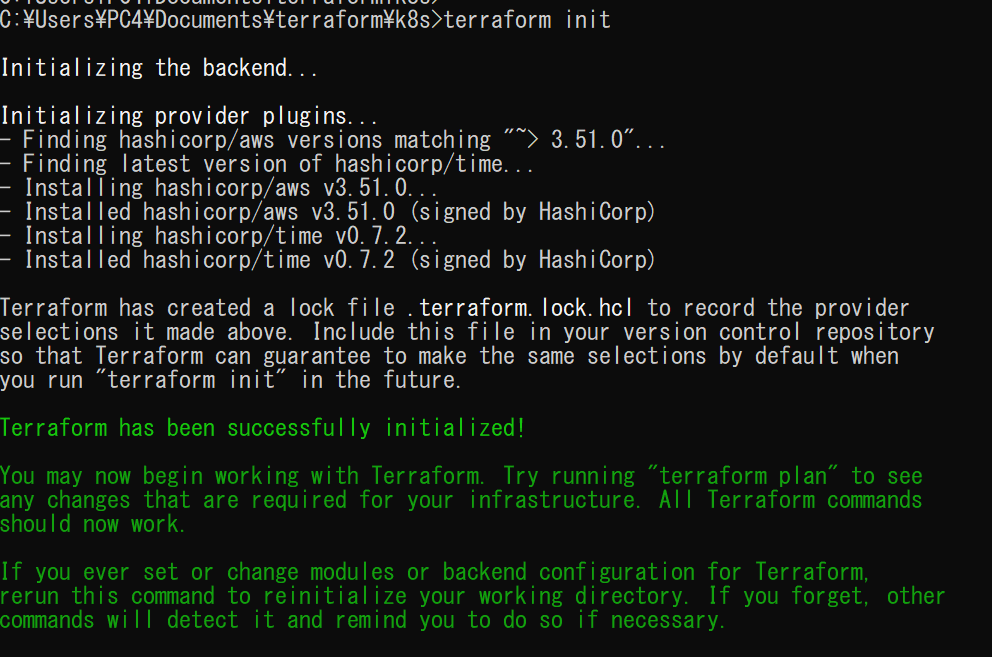 C:¥Users¥PC4¥Documents¥terraform¥k8s>terraform init
Initializing the backend...
Initializing provider plugins...
- Finding hashicorp/aws versions matching "~> 3.51.0"...
- Finding latest version of hashicorp/time...
- Installing hashicorp/aws v3.51.0...
- Installed hashicorp/aws v3.51.0 (signed by HashiCorp)
- Installing hashicorp/time v0.7.2...
- Installed hashicorp/time v0.7.2 (signed by HashiCorp)
Terraform has created a lock file .terraform.lock.hcl to record the provider
selections it made above. Include this file in your version control repository
so that Terraform can guarantee to make the same selections by default when
you run "terraform init" in the future.
Terraform has been successfully initialized!
You may now begin working with Terraform. Try running "terraform plan" to see
any changes that are required for your infrastructure. All Terraform commands
should now work.
If you ever set or change modules or backend configuration for Terraform,
rerun this command to reinitialize your working directory. If you forget, other
commands will detect it and remind you to do so if necessary.